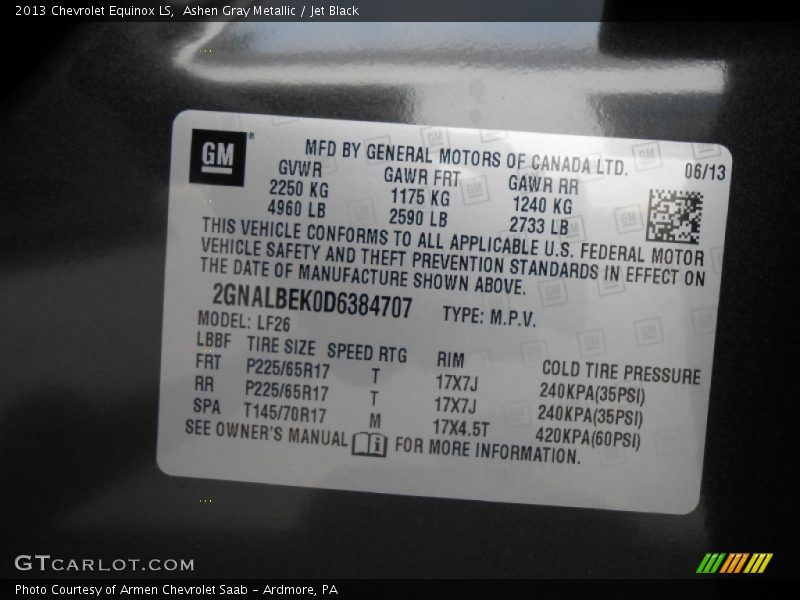 2013 Chevrolet Equinox LS, Ashen Gray Metallic / Jet Black
GM®
MFD BY GENERAL MOTORS OF CANADA LTD. 06/13
GVWR GAWR FRT GAWR RR
2250 KG 1175 KG 1240 KG
4960 LB 2590 LB 2733 LB
THIS VEHICLE CONFORMS TO ALL APPLICABLE U.S. FEDERAL MOTOR
VEHICLE SAFETY AND THEFT PREVENTION STANDARDS IN EFFECT ON
THE DATE OF MANUFACTURE SHOWN ABOVE.
2GNALBEK0D6384707 TYPE: M.P.V.
MODEL: LF26
LBBF TIRE SIZE SPEED RTG RIM COLD TIRE PRESSURE
FRT P225/65R17 T 17X7J 240KPA(35PSI)
RR P225/65R17 T 17X7J 240KPA(35PSI)
SPA T145/70R17 M 17X4.5T 420KPA(60PSI)
SEE OWNER'S MANUAL FOR MORE INFORMATION.
GTCARLOT.COM
Photo Courtesy of Armen Chevrolet Saab - Ardmore, PA